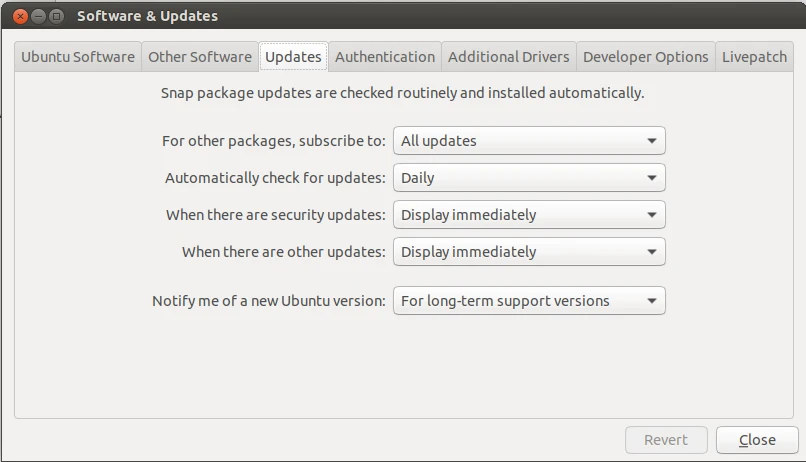 Software & Updates
Ubuntu Software Other Software Updates Authentication Additional Drivers Developer Options Livepatch
Snap package updates are checked routinely and installed automatically.
For other packages, subscribe to: All updates
Automatically check for updates: Daily
When there are security updates: Display immediately
When there are other updates: Display immediately
Notify me of a new Ubuntu version: For long-term support versions
Revert Close